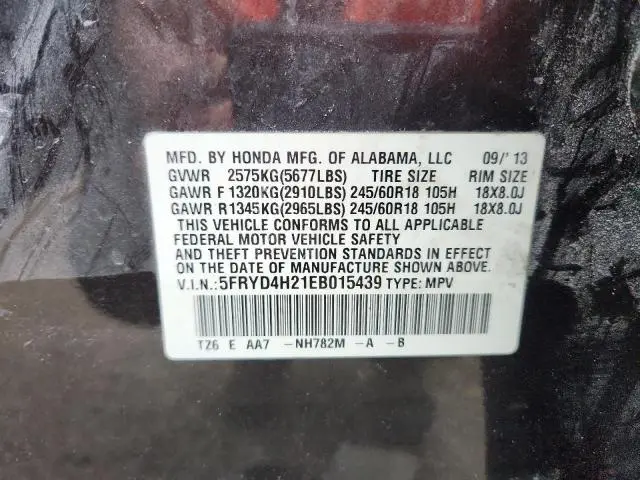 MFD. BY HONDA MFG. OF ALABAMA, LLC 09/'13
GVWR 2575KG(5677LBS) TIRE SIZE RIM SIZE
GAWR F 1320KG(2910LBS) 245/60R18 105H 18X8.0J
GAWR R 1345KG(2965LBS) 245/60R18 105H 18X8.0J
THIS VEHICLE CONFORMS TO ALL APPLICABLE
FEDERAL MOTOR VEHICLE SAFETY
AND THEFT PREVENTION STANDARDS IN EFFECT
ON THE DATE OF MANUFACTURE SHOWN ABOVE.
V.I.N.:5FRYD4H21EB015439 TYPE: MPV
TZ6 E AA7 -NH782M -A -B